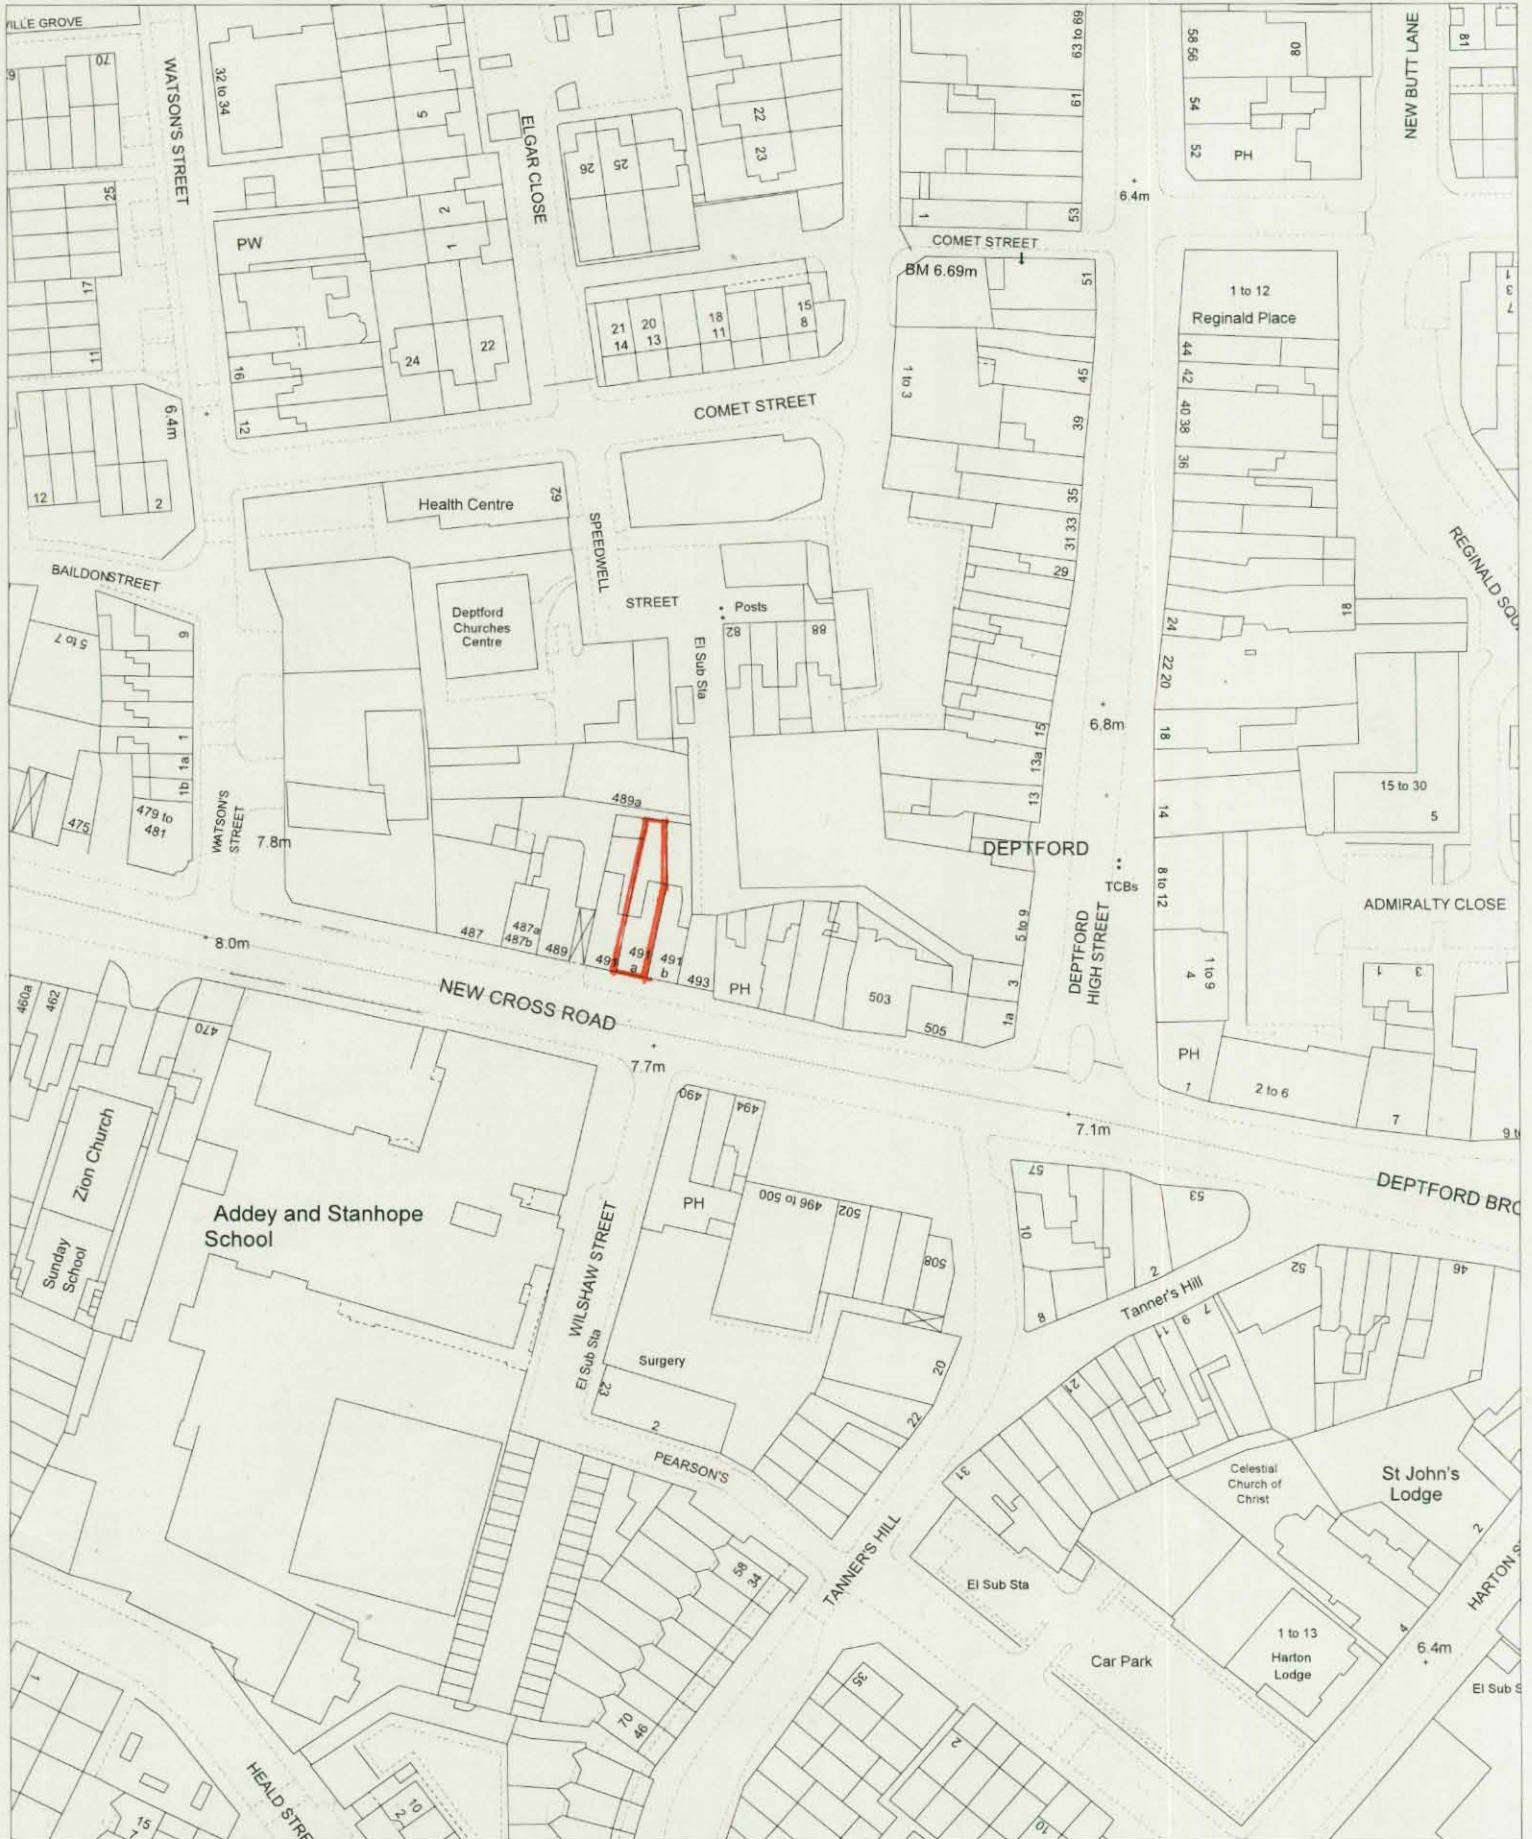 VILLE GROVE
70
WATSON'S STREET
32 to 34
5
ELGAR CLOSE
26
25
22
23
63 to 69
61
58 56
54
52
80
PH
NEW BUTT LANE
81
25
2
1
PW
1
53
6.4m
COMET STREET
BM 6.69m
51
1 to 12
Reginald Place
17
11
16
12
24
22
21
14
20
13
18
11
15
8
1 to 3
45
39
44
42
40 38
36
COMET STREET
6.4m
12
2
Health Centre
62
SPEEDWELL
STREET
35
31 33
29
REGINALD SQU
BAILDON STREET
5 to 7
9
Deptford
Churches
Centre
Posts
82
88
El Sub Sta
24
22 20
18
18
1
1a
1b
475
479 to
481
WATSON'S
STREET
7.8m
15
13a
13
6.8m
14
15 to 30
5
489a
DEPTFORD
TCBs
8 to 12
ADMIRALTY CLOSE
8.0m
487
487a
487b
489
491
491
a
491
b
493
PH
503
505
5 to 9
3
1a
DEPTFORD
HIGH STREET
1 to 9
4
1
3
NEW CROSS ROAD
460a
462
470
7.7m
PH
1
2 to 6
7
7.1m
490
494
Zion Church
Sunday
School
Addey and Stanhope
School
WILSHAW STREET
El Sub Sta
PH
496 to 500
502
508
57
53
10
8
2
Tanner's Hill
DEPTFORD BRO
52
46
7
9
11
21
31
Surgery
23
2
20
22
PEARSON'S
TANNER'S HILL
Celestial
Church of
Christ
St John's
Lodge
2
HARTON S
4
58
34
El Sub Sta
Car Park
1 to 13
Harton
Lodge
6.4m
El Sub S
70
46
35
2
10
1
HEALD STRE
10
2
15